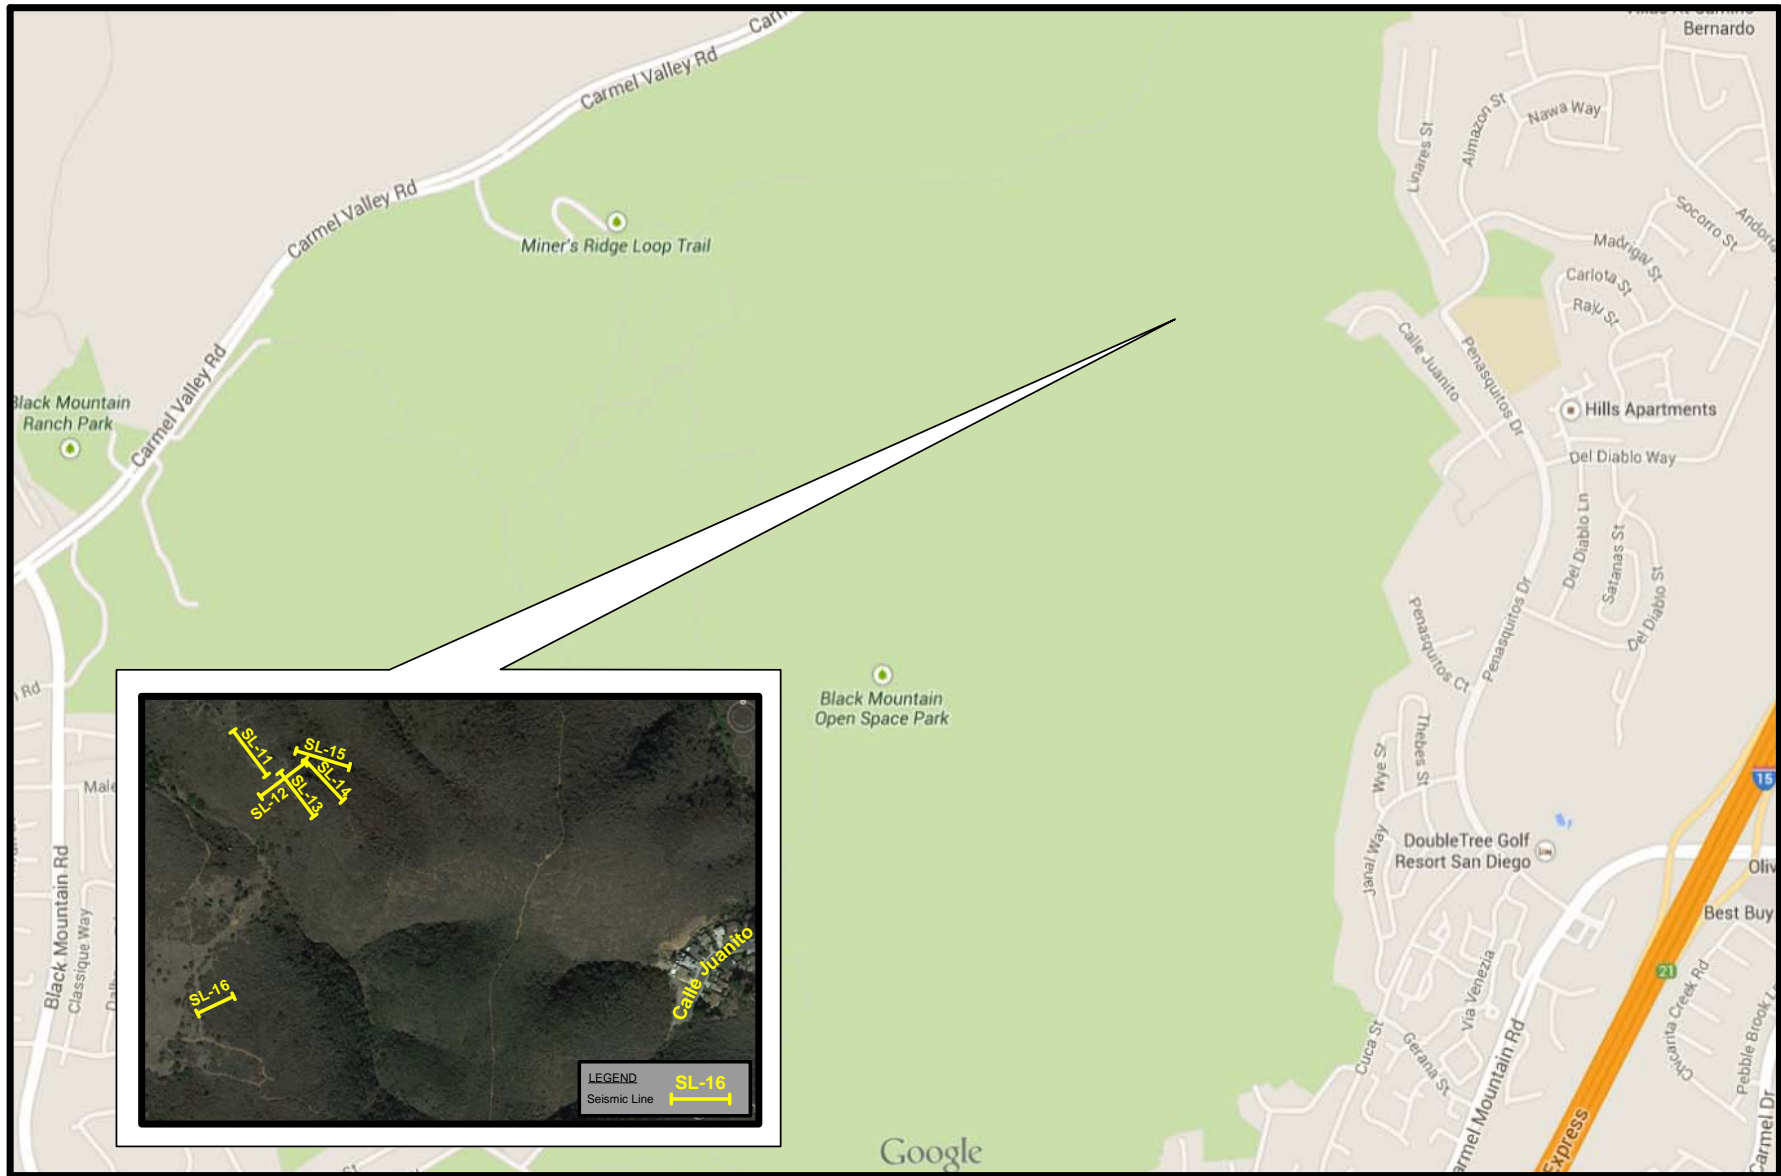 Bernardo
Carmel Valley Rd
Almazon St
Nawa Way
Linares St
Carmel Valley Rd
Socorro St
Miner's Ridge Loop Trail
Madrigal St
Carlota St
Raju St
Calle Juanito
Penasquitos Dr
Carmel Valley Rd
Black Mountain
Ranch Park
Hills Apartments
Del Diablo Way
Del Diablo Ln
Satanas St
Del Diablo St
Penasquitos Dr
Penasquitos Ct
Black Mountain
Open Space Park
Thebes St
Wye St
Janal Way
15
DoubleTree Golf
Resort San Diego
Best Buy
21
Via Venezia
Chicarita Creek Rd
Cuca St
Gerana St
Express
Rd
Black Mountain Rd
Classique Way
SL-11
SL-15
SL-14
SL-12
SL-13
SL-16
Calle Juanito
LEGEND
SL-16
Seismic Line
Google